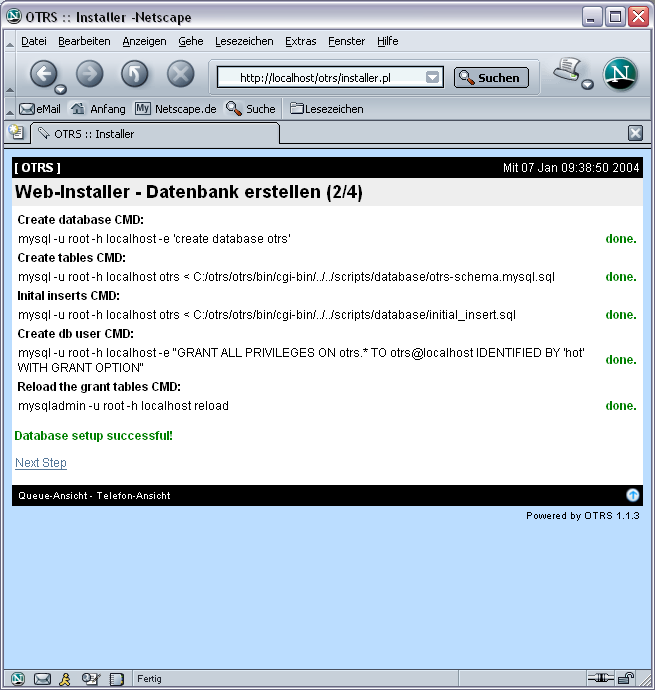 OTRS :: Installer -Netscape
Datei Bearbeiten Anzeigen Gehe Lesezeichen Extras Fenster Hilfe
http://localhost/otrs/installer.pl Suchen N
eMail Anfang My Netscape.de Suche Lesezeichen
OTRS :: Installer
[ OTRS ] Mit 07 Jan 09:38:50 2004
Web-Installer - Datenbank erstellen (2/4)
Create database CMD:
mysql -u root -h localhost -e 'create database otrs' done.
Create tables CMD:
mysql -u root -h localhost otrs < C:/otrs/otrs/bin/cgi-bin/../../scripts/database/otrs-schema.mysql.sql done.
Inital inserts CMD:
mysql -u root -h localhost otrs < C:/otrs/otrs/bin/cgi-bin/../../scripts/database/initial_insert.sql done.
Create db user CMD:
mysql -u root -h localhost -e "GRANT ALL PRIVILEGES ON otrs.* TO otrs@localhost IDENTIFIED BY 'hot' done.
WITH GRANT OPTION"
Reload the grant tables CMD:
mysqladmin -u root -h localhost reload done.
Database setup successful!
Next Step
Queue-Ansicht - Telefon-Ansicht
Powered by OTRS 1.1.3
Fertig